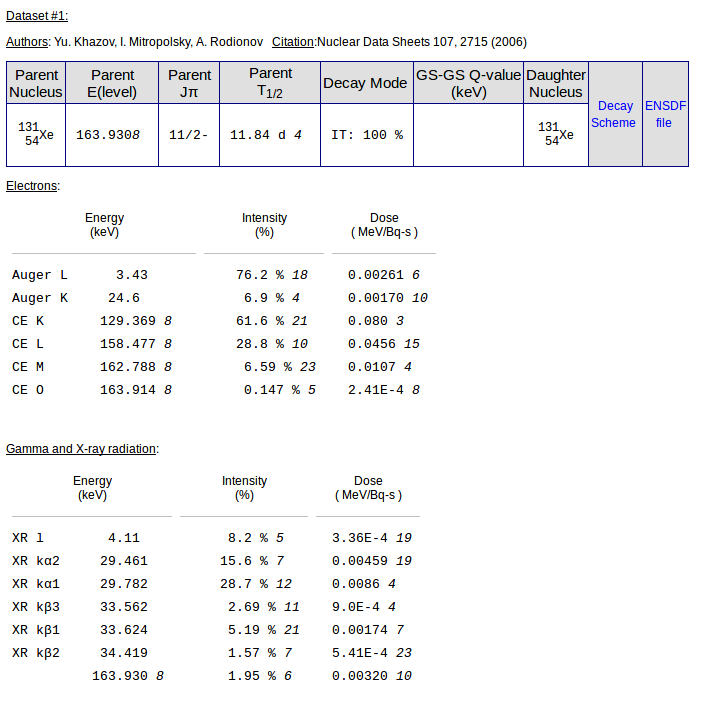 Dataset #1:
Authors: Yu. Khazov, I. Mitropolsky, A. Rodionov Citation:Nuclear Data Sheets 107, 2715 (2006)
Parent Nucleus Parent E(level) Parent Jπ Parent T1/2 Decay Mode GS-GS Q-value (keV) Daughter Nucleus Decay Scheme ENSDF file
131 54 Xe 163.930 8 11/2- 11.84 d 4 IT: 100 % 131 54 Xe
Electrons:
Energy (keV) Intensity (%) Dose ( MeV/Bq-s )
Auger L 3.43 76.2 % 18 0.00261 6
Auger K 24.6 6.9 % 4 0.00170 10
CE K 129.369 8 61.6 % 21 0.080 3
CE L 158.477 8 28.8 % 10 0.0456 15
CE M 162.788 8 6.59 % 23 0.0107 4
CE O 163.914 8 0.147 % 5 2.41E-4 8
Gamma and X-ray radiation:
Energy (keV) Intensity (%) Dose ( MeV/Bq-s )
XR l 4.11 8.2 % 5 3.36E-4 19
XR kα2 29.461 15.6 % 7 0.00459 19
XR kα1 29.782 28.7 % 12 0.0086 4
XR kβ3 33.562 2.69 % 11 9.0E-4 4
XR kβ1 33.624 5.19 % 21 0.00174 7
XR kβ2 34.419 1.57 % 7 5.41E-4 23
163.930 8 1.95 % 6 0.00320 10